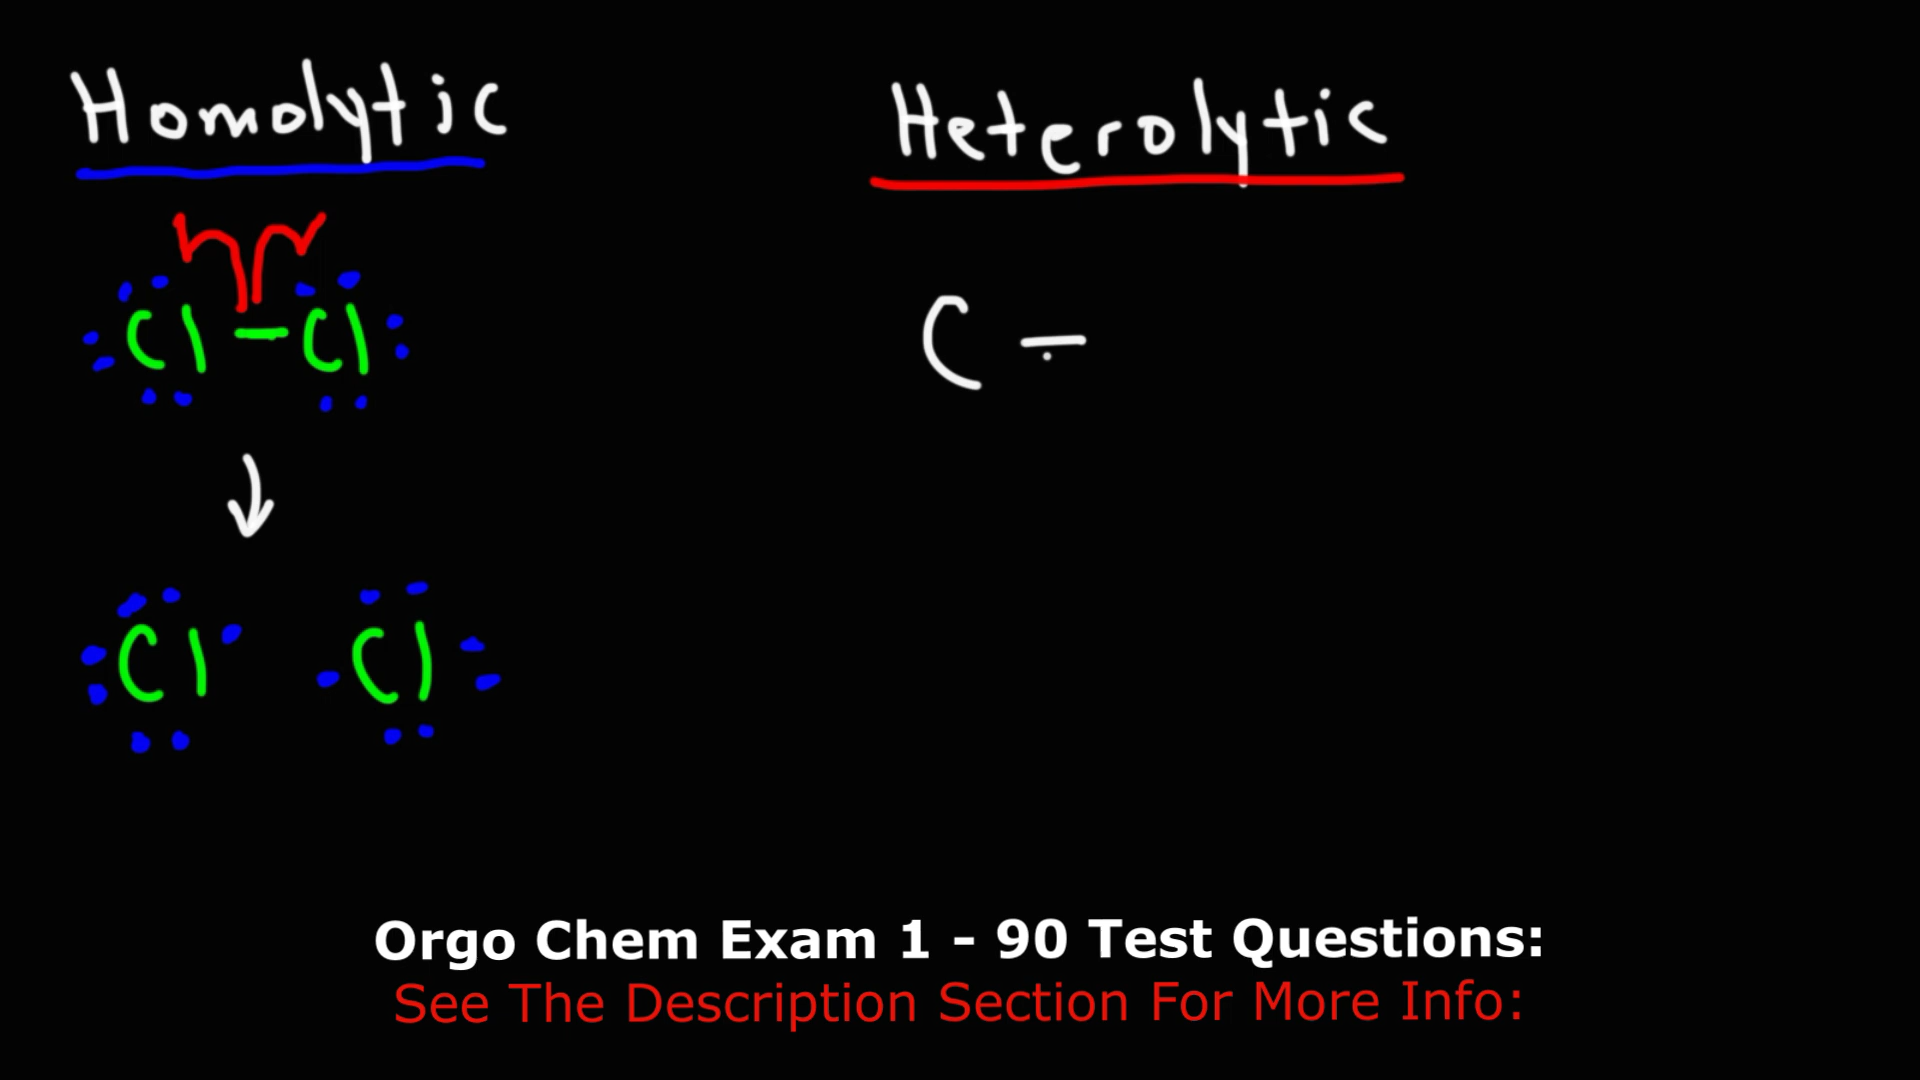 Homolytic
Heterolytic
Cl-Cl
C-
Cl Cl
Orgo Chem Exam 1 - 90 Test Questions:
See The Description Section For More Info: